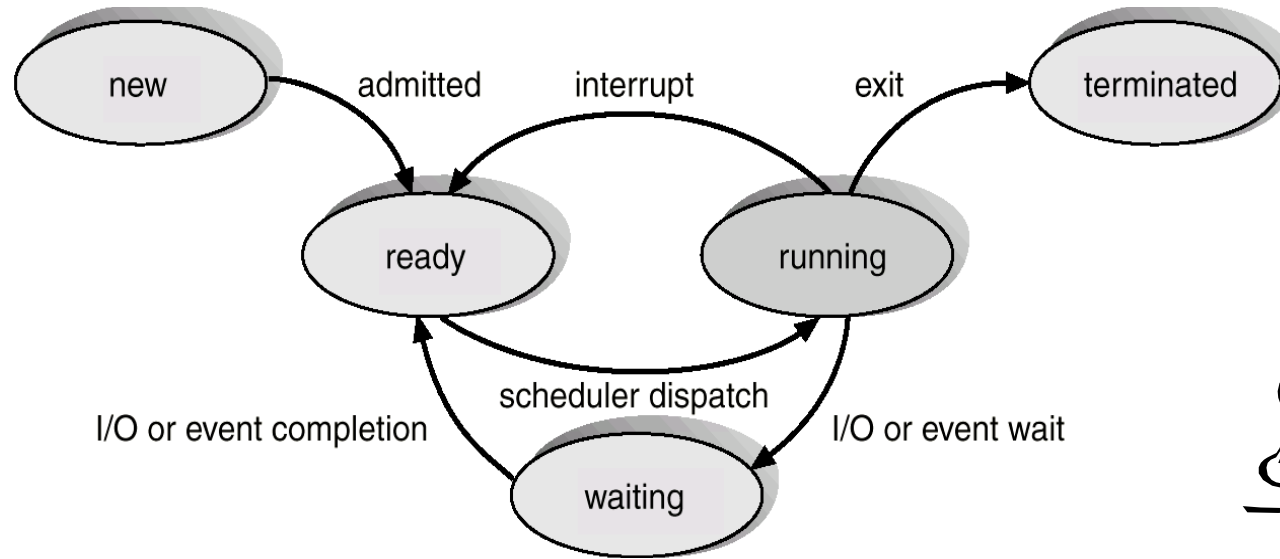 new
admitted
interrupt
exit
terminated
ready
running
scheduler dispatch
I/O or event completion
I/O or event wait
waiting